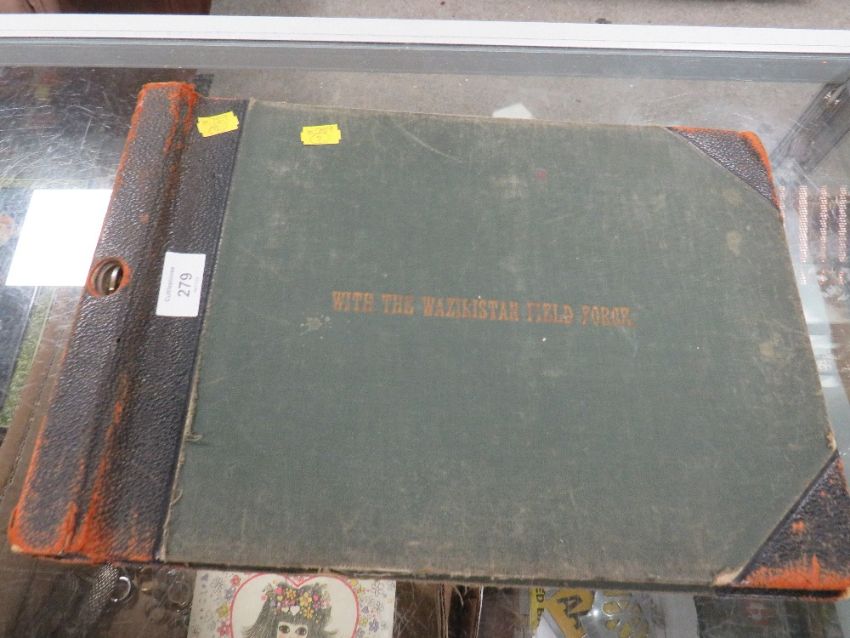 WITH THE WAZIRISTAN FIELD FORCE.
279